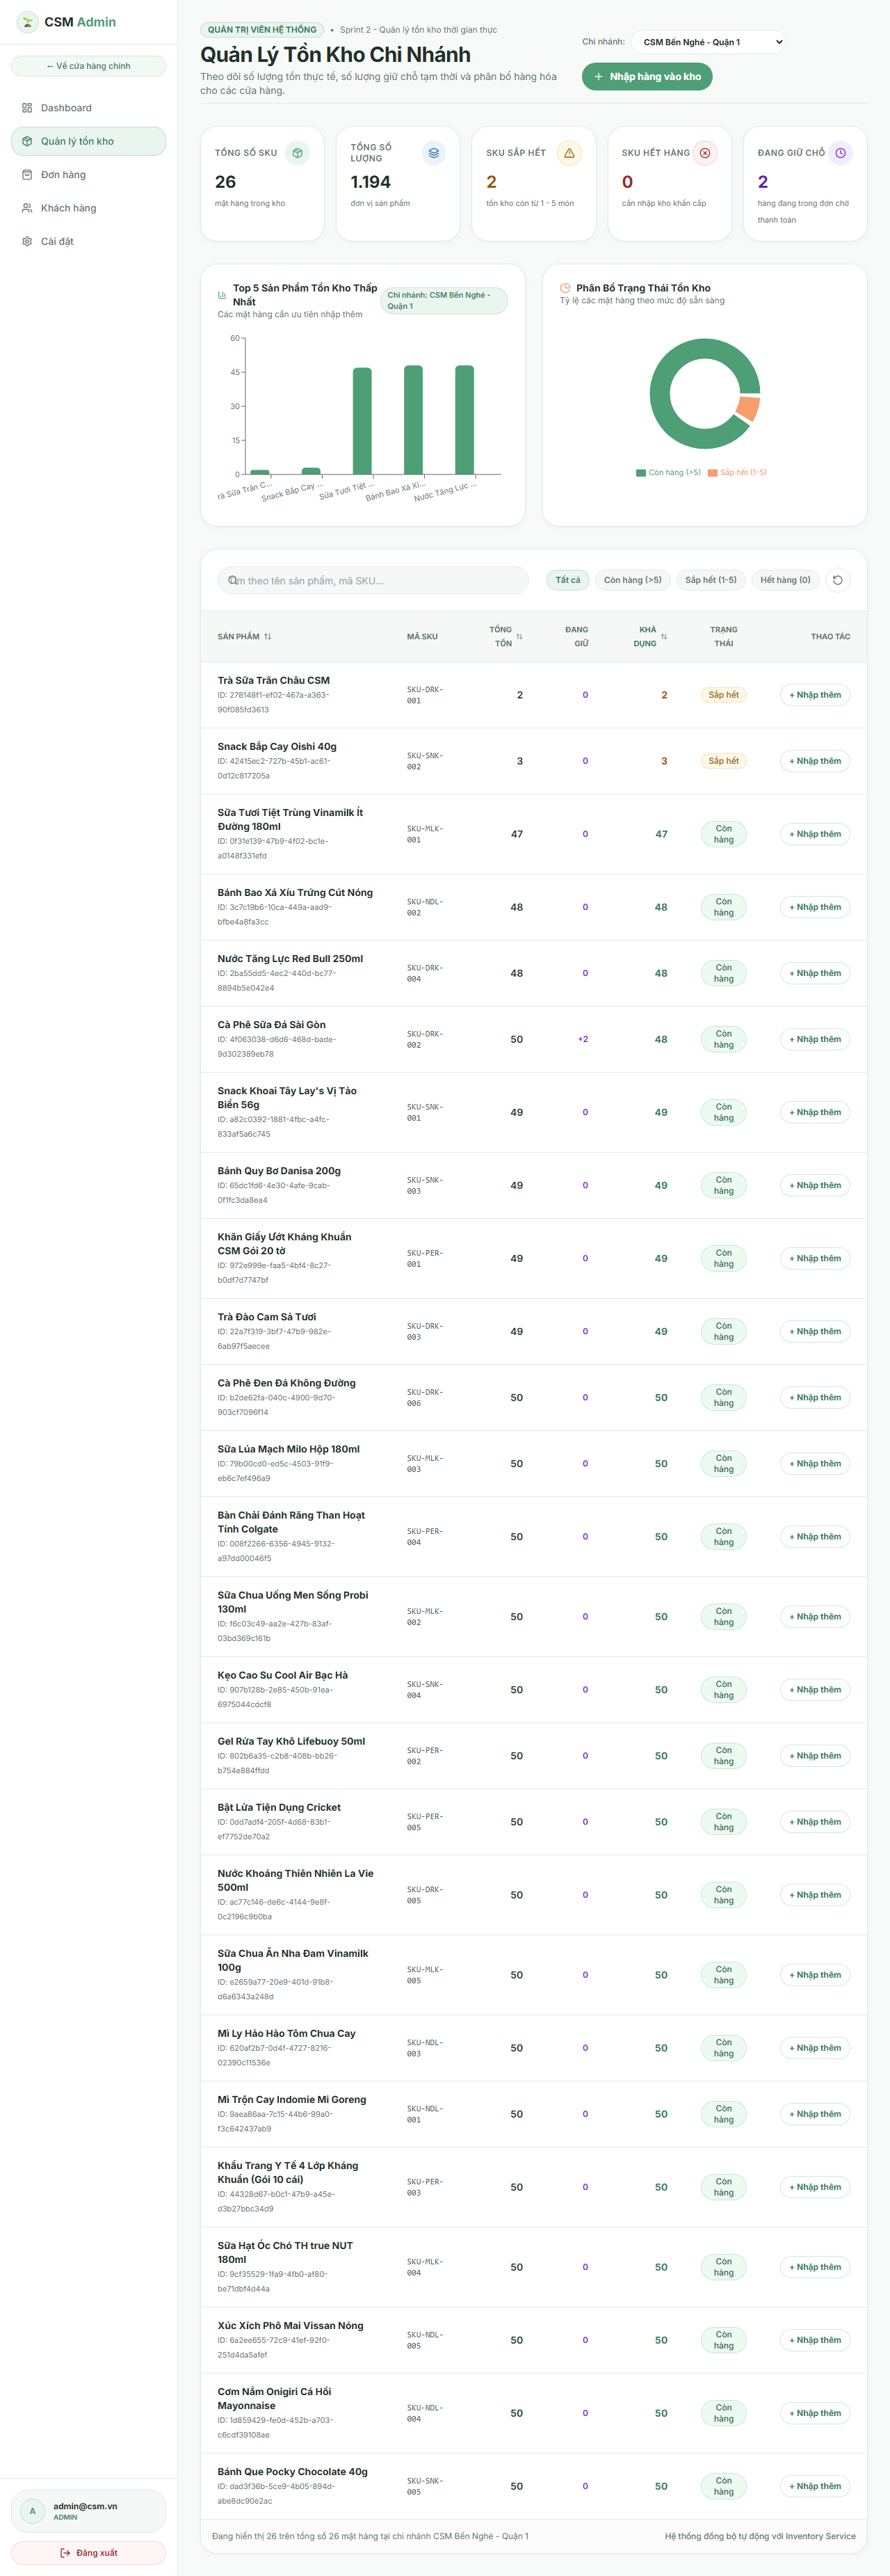 CSM Admin
← Về cửa hàng chính
Dashboard
Quản lý tồn kho
Đơn hàng
Khách hàng
Cài đặt
QUẢN TRỊ VIÊN HỆ THỐNG • Sprint 2 - Quản lý tồn kho thời gian thực
Quản Lý Tồn Kho Chi Nhánh
Theo dõi số lượng tồn thực tế, số lượng giữ chỗ tạm thời và phân bổ hàng hóa
cho các cửa hàng.
Chi nhánh: CSM Bến Nghé - Quận 1
+ Nhập hàng vào kho
TỔNG SỐ SKU
26
mặt hàng trong kho
TỔNG SỐ
LƯỢNG
1.194
đơn vị sản phẩm
SKU SẮP HẾT
2
tồn kho còn từ 1 - 5 món
SKU HẾT HÀNG
0
cần nhập kho khẩn cấp
ĐANG GIỮ CHỖ
2
hàng đang trong đơn chờ
thanh toán
Top 5 Sản Phẩm Tồn Kho Thấp
Nhất
Các mặt hàng cần ưu tiên nhập thêm
Chi nhánh: CSM Bến Nghé -
Quận 1
60
45
30
15
0
rà Sữa Trân C...
Snack Bắp Cay ...
Sữa Tươi Tiệt ...
Bánh Bao Xá Xí...
Nước Tăng Lực ...
Phân Bổ Trạng Thái Tồn Kho
Tỷ lệ các mặt hàng theo mức độ sẵn sàng
Còn hàng (>5) Sắp hết (1-5)
m theo tên sản phẩm, mã SKU...
Tất cả
Còn hàng (>5)
Sắp hết (1-5)
Hết hàng (0)
SẢN PHẨM
MÃ SKU
TỔNG
TỒN
ĐANG
GIỮ
KHẢ
DỤNG
TRẠNG
THÁI
THAO TÁC
Trà Sữa Trân Châu CSM
ID: 278148f1-ef02-467a-a363-
90f085fd3613
SKU-DRK-
001
2
0
2
Sắp hết
+ Nhập thêm
Snack Bắp Cay Oishi 40g
ID: 42415ec2-727b-45b1-ac61-
0d12c817205a
SKU-SNK-
002
3
0
3
Sắp hết
+ Nhập thêm
Sữa Tươi Tiệt Trùng Vinamilk Ít
Đường 180ml
ID: 0f31e139-47b9-4f02-bc1e-
a0148f331efd
SKU-MLK-
001
47
0
47
Còn
hàng
+ Nhập thêm
Bánh Bao Xá Xíu Trứng Cút Nóng
ID: 3c7c19b6-10ca-449a-aad9-
bfbe4a8fa3cc
SKU-NDL-
002
48
0
48
Còn
hàng
+ Nhập thêm
Nước Tăng Lực Red Bull 250ml
ID: 2ba55dd5-4ec2-440d-bc77-
8894b5e042e4
SKU-DRK-
004
48
0
48
Còn
hàng
+ Nhập thêm
Cà Phê Sữa Đá Sài Gòn
ID: 4f063038-d6d6-468d-bade-
9d302389eb78
SKU-DRK-
002
50
+2
48
Còn
hàng
+ Nhập thêm
Snack Khoai Tây Lay's Vị Tảo
Biển 56g
ID: a82c0392-1881-4fbc-a4fc-
833af5a6c745
SKU-SNK-
001
49
0
49
Còn
hàng
+ Nhập thêm
Bánh Quy Bơ Danisa 200g
ID: 65dc1fd6-4e30-4afe-9cab-
0f1fc3da8ea4
SKU-SNK-
003
49
0
49
Còn
hàng
+ Nhập thêm
Khăn Giấy Ướt Kháng Khuẩn
CSM Gói 20 tờ
ID: 972e999e-faa5-4bf4-8c27-
b0df7d7747bf
SKU-PER-
001
49
0
49
Còn
hàng
+ Nhập thêm
Trà Đào Cam Sả Tươi
ID: 22a7f319-3bf7-47b9-982e-
6ab97f5aecee
SKU-DRK-
003
49
0
49
Còn
hàng
+ Nhập thêm
Cà Phê Đen Đá Không Đường
ID: b2de62fa-040c-4900-9d70-
903cf7096f14
SKU-DRK-
006
50
0
50
Còn
hàng
+ Nhập thêm
Sữa Lúa Mạch Milo Hộp 180ml
ID: 79b00cd0-ed5c-4503-91f9-
eb6c7ef496a9
SKU-MLK-
003
50
0
50
Còn
hàng
+ Nhập thêm
Bàn Chải Đánh Răng Than Hoạt
Tính Colgate
ID: 008f2266-6356-4945-9132-
a97dd00046f5
SKU-PER-
004
50
0
50
Còn
hàng
+ Nhập thêm
Sữa Chua Uống Men Sống Probi
130ml
ID: f6c03c49-aa2e-427b-83af-
03bd369c161b
SKU-MLK-
002
50
0
50
Còn
hàng
+ Nhập thêm
Kẹo Cao Su Cool Air Bạc Hà
ID: 907b128b-2e85-450b-91ea-
6975044cdcf8
SKU-SNK-
004
50
0
50
Còn
hàng
+ Nhập thêm
Gel Rửa Tay Khô Lifebuoy 50ml
ID: 802b6a35-c2b8-408b-bb26-
b754e884ffdd
SKU-PER-
002
50
0
50
Còn
hàng
+ Nhập thêm
Bật Lửa Tiện Dụng Cricket
ID: 0dd7adf4-205f-4d68-83b1-
ef7752de70a2
SKU-PER-
005
50
0
50
Còn
hàng
+ Nhập thêm
Nước Khoáng Thiên Nhiên La Vie
500ml
ID: ac77c146-de6c-4144-9e8f-
0c2196c9b0ba
SKU-DRK-
005
50
0
50
Còn
hàng
+ Nhập thêm
Sữa Chua Ăn Nha Đam Vinamilk
100g
ID: e2659a77-20e9-401d-91b8-
d6a6343a248d
SKU-MLK-
005
50
0
50
Còn
hàng
+ Nhập thêm
Mì Ly Hảo Hảo Tôm Chua Cay
ID: 620af2b7-0d4f-4727-8216-
02390c11536e
SKU-NDL-
003
50
0
50
Còn
hàng
+ Nhập thêm
Mì Trộn Cay Indomie Mi Goreng
ID: 9aea86aa-7c15-44b6-99a0-
f3c642437ab9
SKU-NDL-
001
50
0
50
Còn
hàng
+ Nhập thêm
Khẩu Trang Y Tế 4 Lớp Kháng
Khuẩn (Gói 10 cái)
ID: 44328d67-b0c1-47b9-a45e-
d3b27bbc34d9
SKU-PER-
003
50
0
50
Còn
hàng
+ Nhập thêm
Sữa Hạt Óc Chó TH true NUT
180ml
ID: 9cf35529-1fa9-4fb0-af80-
be71dbf4d44a
SKU-MLK-
004
50
0
50
Còn
hàng
+ Nhập thêm
Xúc Xích Phô Mai Vissan Nóng
ID: 6a2ee655-72c9-41ef-92f0-
251d4da5afef
SKU-NDL-
005
50
0
50
Còn
hàng
+ Nhập thêm
Cơm Nắm Onigiri Cá Hồi
Mayonnaise
ID: 1d859429-fe0d-452b-a703-
c6cdf39108ae
SKU-NDL-
004
50
0
50
Còn
hàng
+ Nhập thêm
Bánh Que Pocky Chocolate 40g
ID: dad3f36b-5ce9-4b05-894d-
abe8dc90e2ac
SKU-SNK-
005
50
0
50
Còn
hàng
+ Nhập thêm
Đang hiển thị 26 trên tổng số 26 mặt hàng tại chi nhánh CSM Bến Nghé - Quận 1
Hệ thống đồng bộ tự động với Inventory Service
A
admin@csm.vn
ADMIN
Đăng xuất